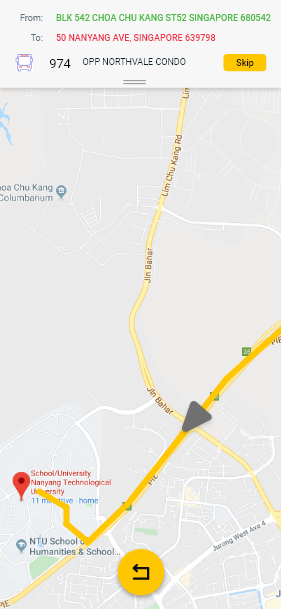 From: BLK 542 CHOA CHU KANG ST52 SINGAPORE 680542
To: 50 NANYANG AVE, SINGAPORE 639798
974 OPP NORTHVALE CONDO Skip
Lim Chu Kang Rd
oa Chu Kang
Columbarium
Jln Bahar
PIE
Jln Bahar
PIE
School/University
Nanyang Technological
University
11 min drive - home
NTU School of
Humanities & School...
Jurong West Ave 4
PIE